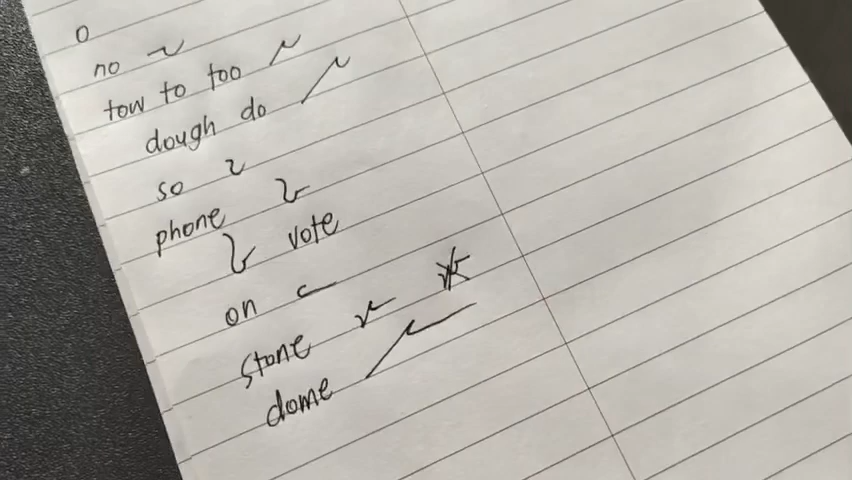 o
no
tow to too
dough do
so
phone
vote
on
stone
dome